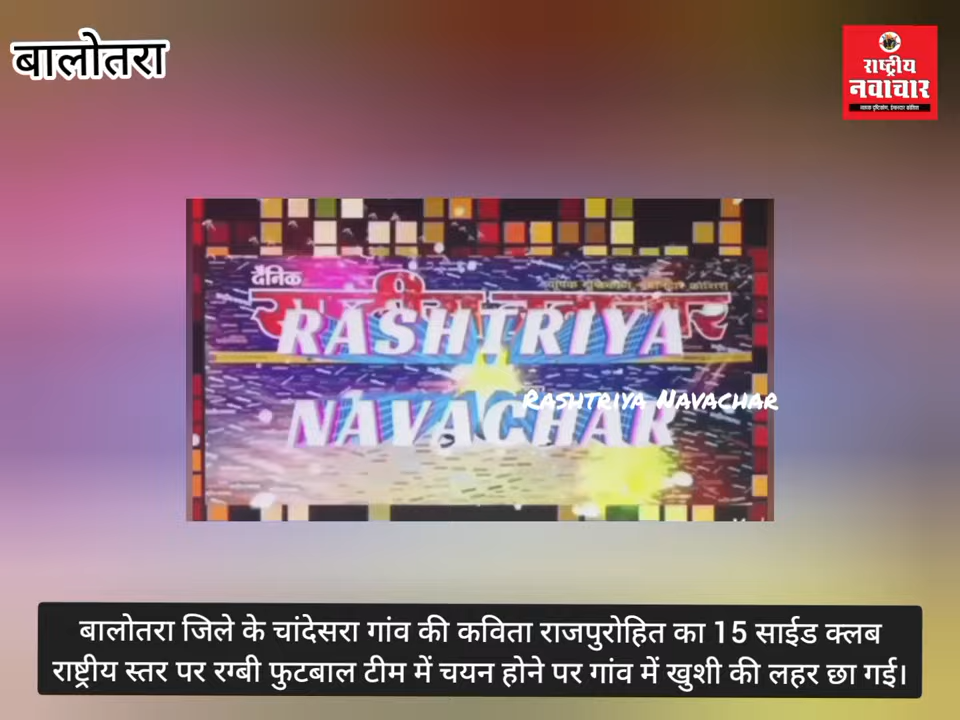 बालोतरा
राष्ट्रीय
नवाचार
दैनिक
RASHTRIYA
NAVACHAR
Rashtriya Navachar
बालोतरा जिले के चांदेसरा गांव की कविता राजपुरोहित का 15 साईड क्लब
राष्ट्रीय स्तर पर रग्बी फुटबाल टीम में चयन होने पर गांव में खुशी की लहर छा गई।